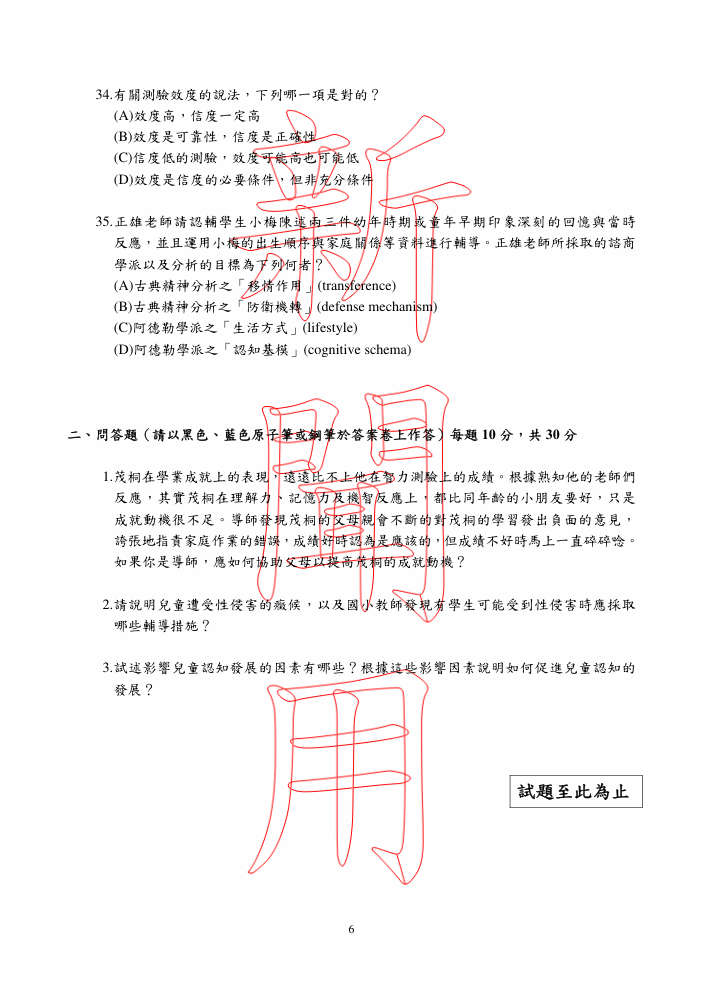 34.有關測驗效度的說法，下列哪一項是對的？
(A)效度高，信度一定高
(B)效度是可靠性，信度是正確性
(C)信度低的測驗，效度可能高也可能低
(D)效度是信度的必要條件，但非充分條件
35.正雄老師請認輔學生小梅陳述兩三件幼年時期或童年早期印象深刻的回憶與當時
反應，並且運用小梅的出生順序與家庭關係等資料進行輔導。正雄老師所採取的諮商
學派以及分析的目標為下列何者？
(A)古典精神分析之「移情作用」(transference)
(B)古典精神分析之「防衛機轉」(defense mechanism)
(C)阿德勒學派之「生活方式」(lifestyle)
(D)阿德勒學派之「認知基模」(cognitive schema)
二、問答題（請以黑色、藍色原子筆或鋼筆於答案卷上作答）每題 10 分，共 30 分
1.茂桐在學業成就上的表現，遠遠比不上他在智力測驗上的成績。根據熟知他的老師們
反應，其實茂桐在理解力、記憶力及機智反應上，都比同年齡的小朋友要好，只是
成就動機很不足。導師發現茂桐的父母親會不斷的對茂桐的學習發出負面的意見，
誇張地指責家庭作業的錯誤，成績好時認為是應該的，但成績不好時馬上一直碎碎唸。
如果你是導師，應如何協助父母以提高茂桐的成就動機？
2.請說明兒童遭受性侵害的癥候，以及國小教師發現有學生可能受到性侵害時應採取
哪些輔導措施？
3.試述影響兒童認知發展的因素有哪些？根據這些影響因素說明如何促進兒童認知的
發展？
試題至此為止
6